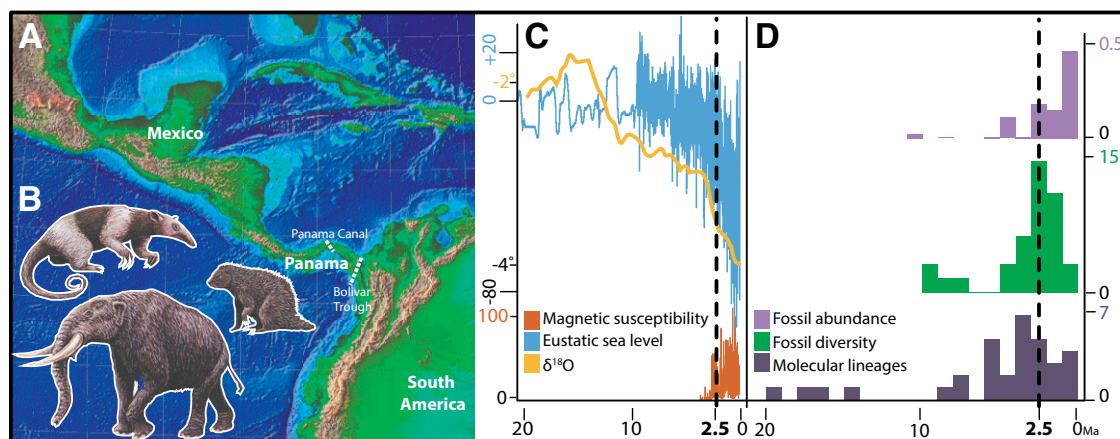 A
Mexico
B
Panama Canal
Panama
Bolivar
Trough
South
America
C
+20
-2°
0
-4°
-80
100
0
Magnetic susceptibility
Eustatic sea level
δ18O
20
10
2.5
0
D
0.5
0
15
0
7
0
Fossil abundance
Fossil diversity
Molecular lineages
20
10
2.5
0 Ma